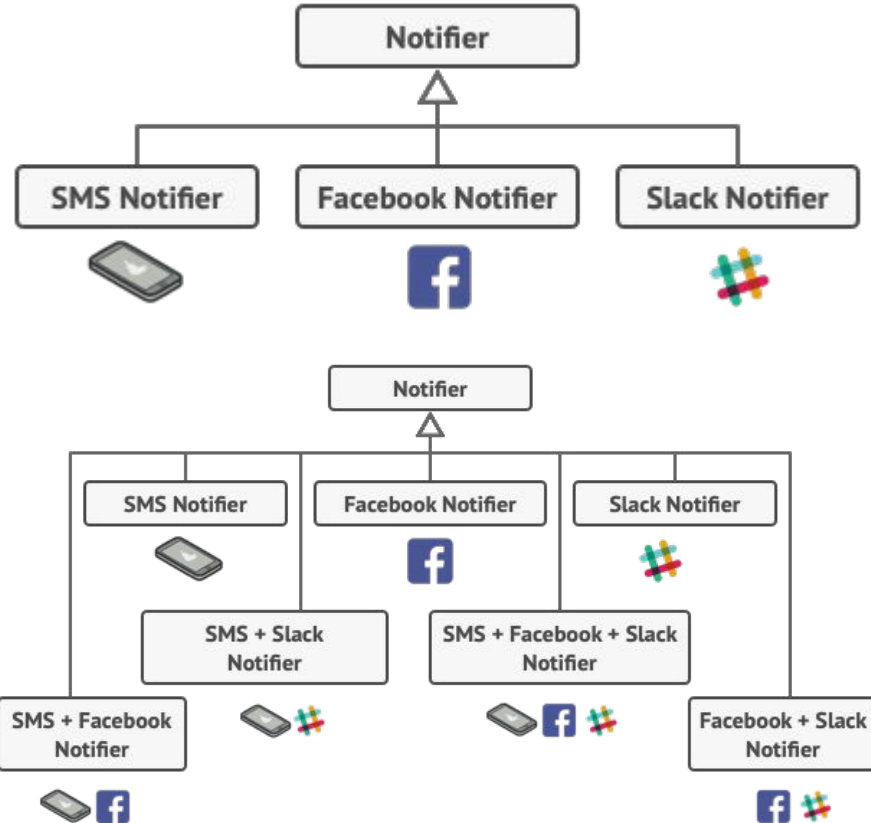 Notifier
SMS Notifier
Facebook Notifier
Slack Notifier
Notifier
SMS Notifier
Facebook Notifier
Slack Notifier
SMS + Slack
Notifier
SMS + Facebook + Slack
Notifier
SMS + Facebook
Notifier
Facebook + Slack
Notifier